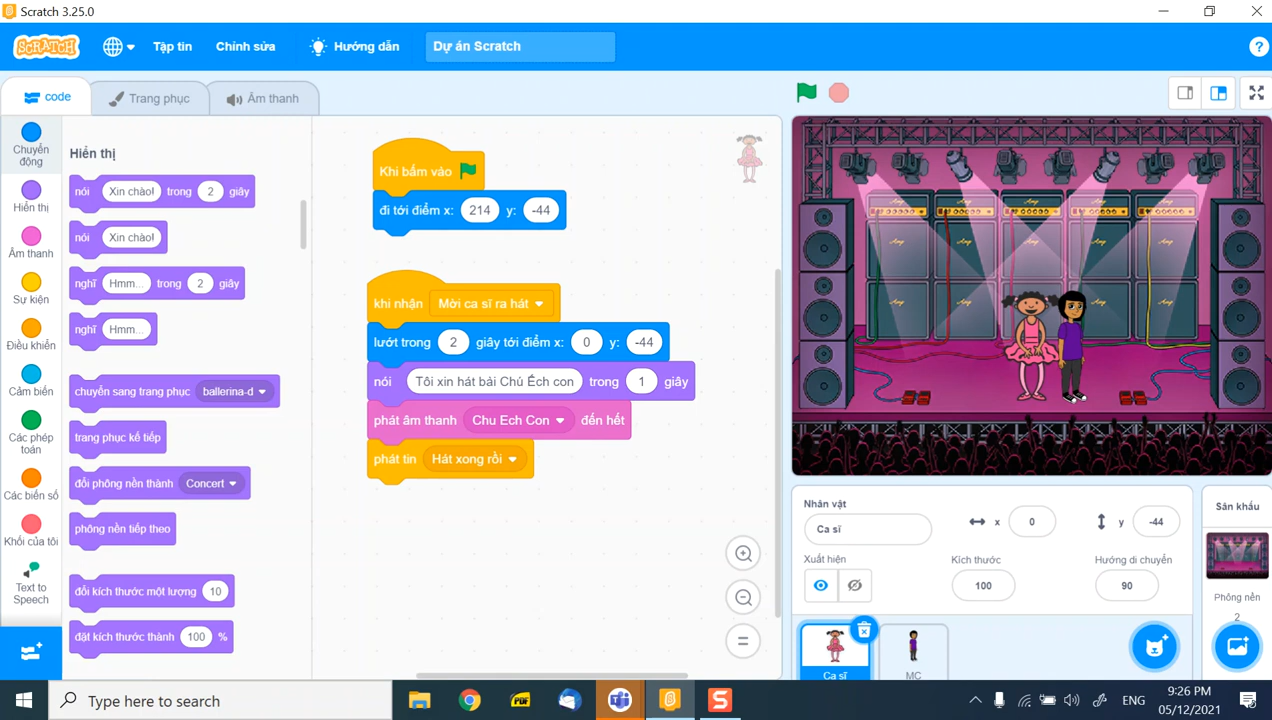 Scratch 3.25.0
SCRATCH
Tập tin
Chính sửa
Hướng dẫn
Dự án Scratch
code
Trang phục
Âm thanh
Chuyển động
Hiển thị
Âm thanh
Sự kiện
Điều khiển
Cảm biến
Các phép toán
Các biến số
Khối của tôi
Text to Speech
Hiển thị
nói Xin chào! trong 2 giây
nói Xin chào!
nghĩ Hmm... trong 2 giây
nghĩ Hmm...
chuyển sang trang phục ballerina-d
trang phục kế tiếp
đổi phông nền thành Concert
phông nền tiếp theo
đổi kích thước một lượng 10
đặt kích thước thành 100 %
Khi bấm vào
đi tới điểm x: 214 y: -44
khi nhận Mời ca sĩ ra hát
lướt trong 2 giây tới điểm x: 0 y: -44
nói Tôi xin hát bài Chú Ếch con trong 1 giây
phát âm thanh Chu Ech Con đến hết
phát tin Hát xong rồi
Amy Amy Amy Amy Amy
Nhân vật
Ca sĩ
x 0
y -44
Xuất hiện
Kích thước
100
Hướng di chuyển
90
Ca sĩ
MC
Sân khấu
Phông nền
2
Type here to search
PDF
S
ENG
9:26 PM
05/12/2021